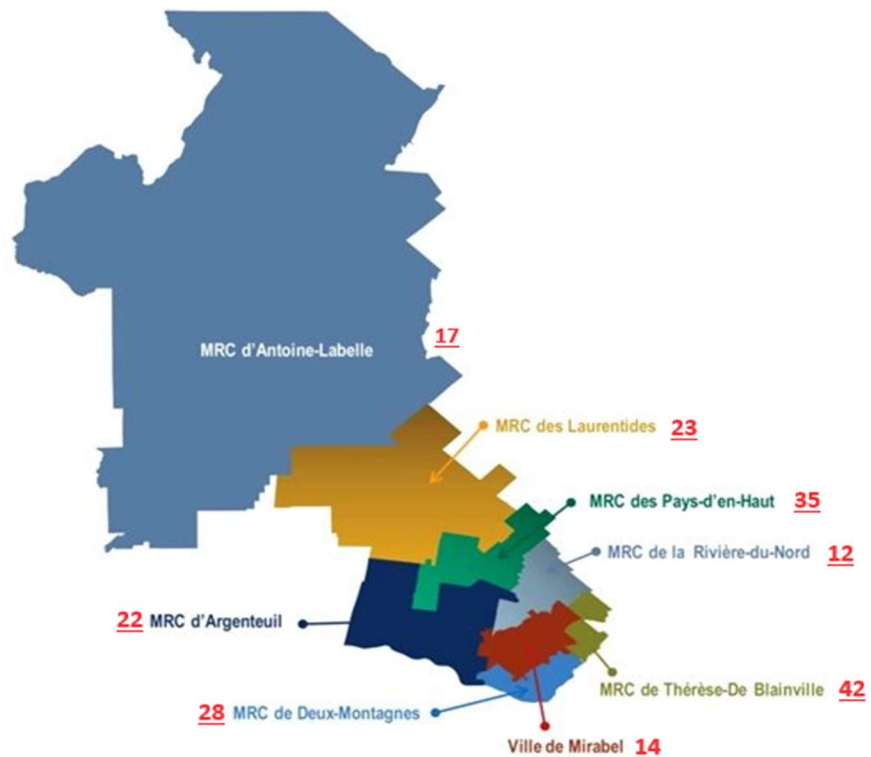 MRC d'Antoine-Labelle 17
MRC des Laurentides 23
MRC des Pays-d'en-Haut 35
MRC de la Rivière-du-Nord 12
22 MRC d'Argenteuil
MRC de Thérèse-De Blainville 42
28 MRC de Deux-Montagnes
Ville de Mirabel 14